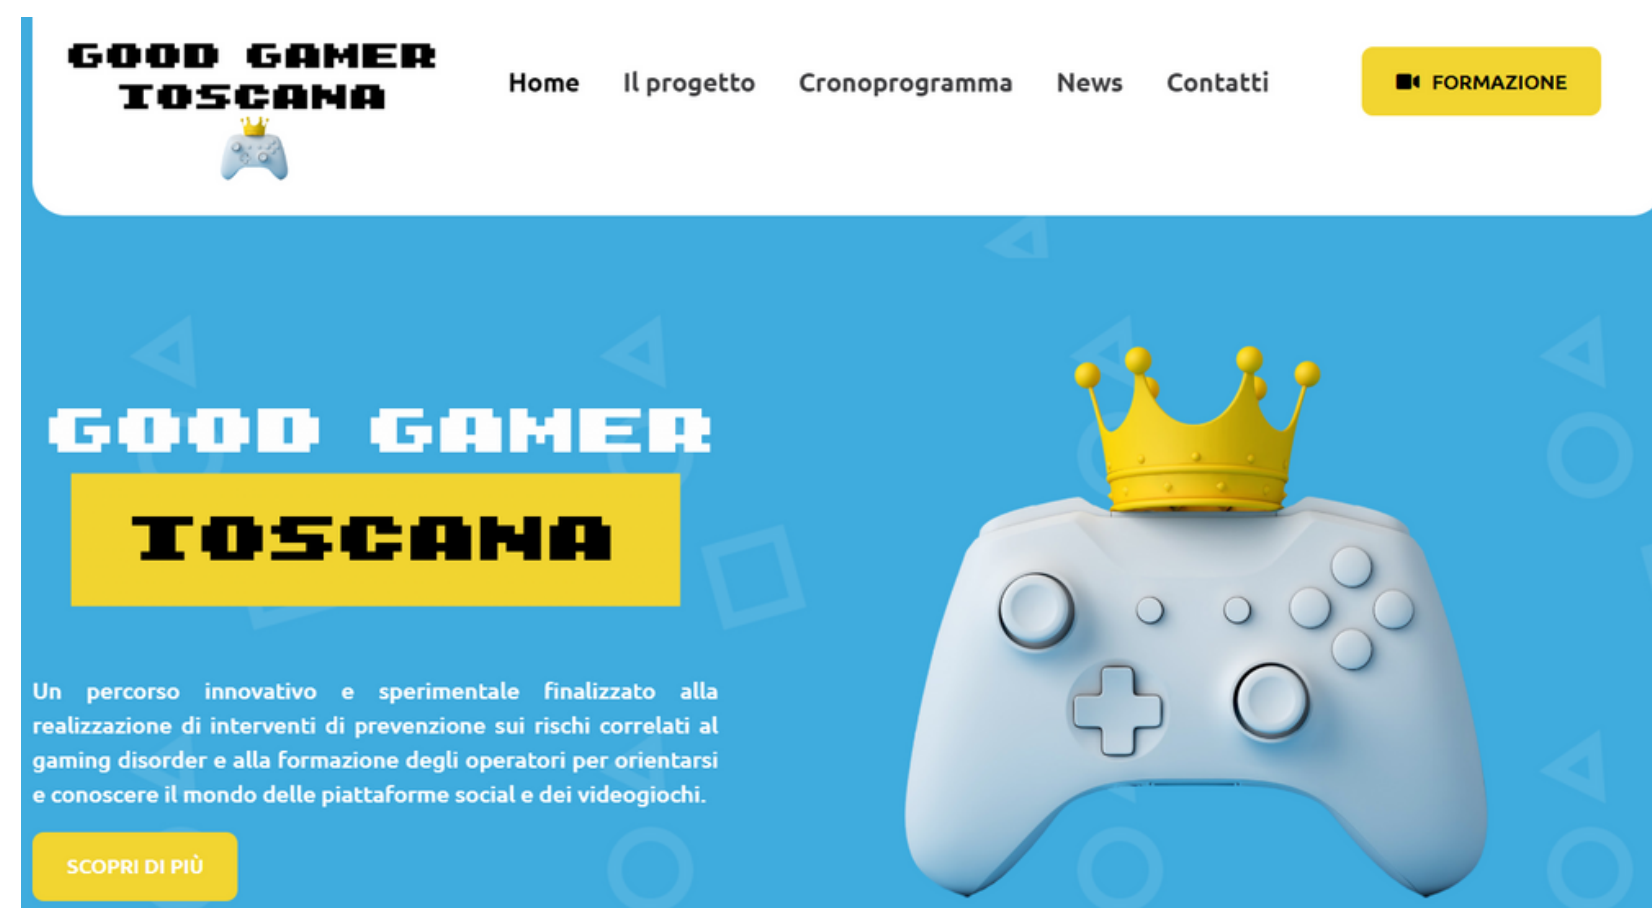 GOOD GAMER
TOSCANA
Home Il progetto Cronoprogramma News Contatti
FORMAZIONE
GOOD GAMER
TOSCANA
Un percorso innovativo e sperimentale finalizzato alla
realizzazione di interventi di prevenzione sui rischi correlati al
gaming disorder e alla formazione degli operatori per orientarsi
e conoscere il mondo delle piattaforme social e dei videogiochi.
SCOPRI DI PIÙ